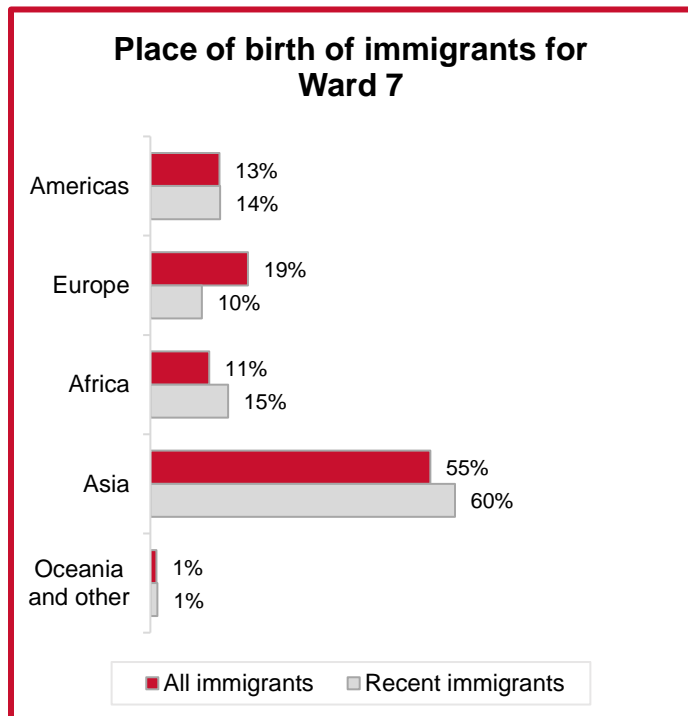 Place of birth of immigrants for
Ward 7
Americas
13%
14%
Europe
19%
10%
Africa
11%
15%
Asia
55%
60%
Oceania
and other
1%
1%
All immigrants
Recent immigrants